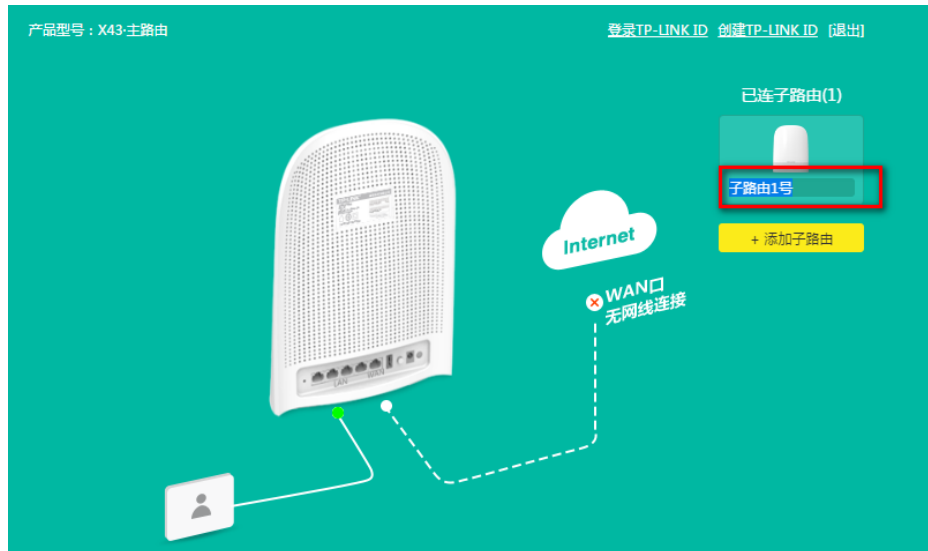 产品型号：X43·主路由
登录TP-LINK ID 创建TP-LINK ID [退出]
已连子路由(1)
子路由1号
+ 添加子路由
Internet
WAN口
无网线连接
LAN WAN